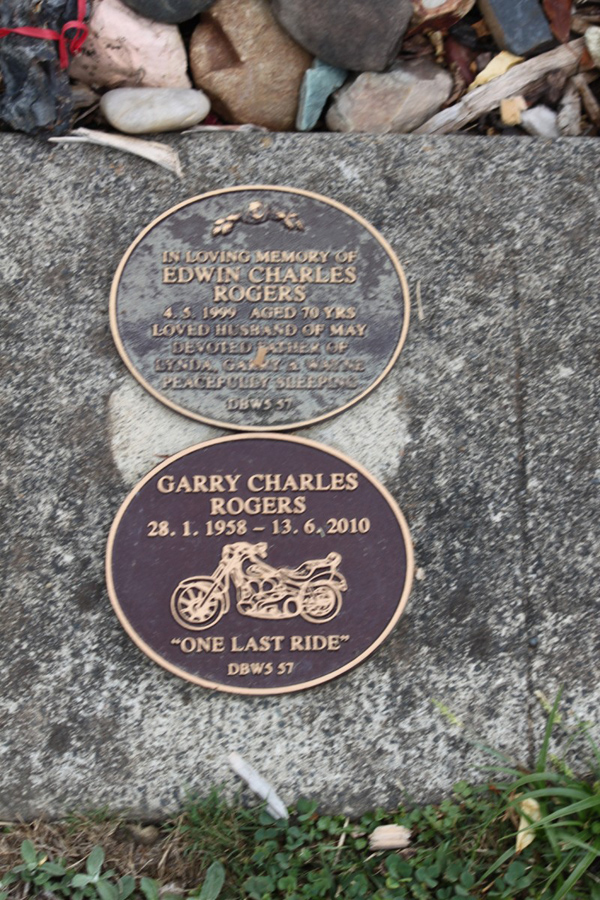 IN LOVING MEMORY OF
EDWIN CHARLES
ROGERS
4. 5. 1999 AGED 70 YRS
LOVED HUSBAND OF MAY
DEVOTED FATHER OF
LYNDA, GARRY & WAYNE
PEACEFULLY SLEEPING
DBW5 57
GARRY CHARLES
ROGERS
28. 1. 1958 – 13. 6. 2010
"ONE LAST RIDE"
DBW5 57